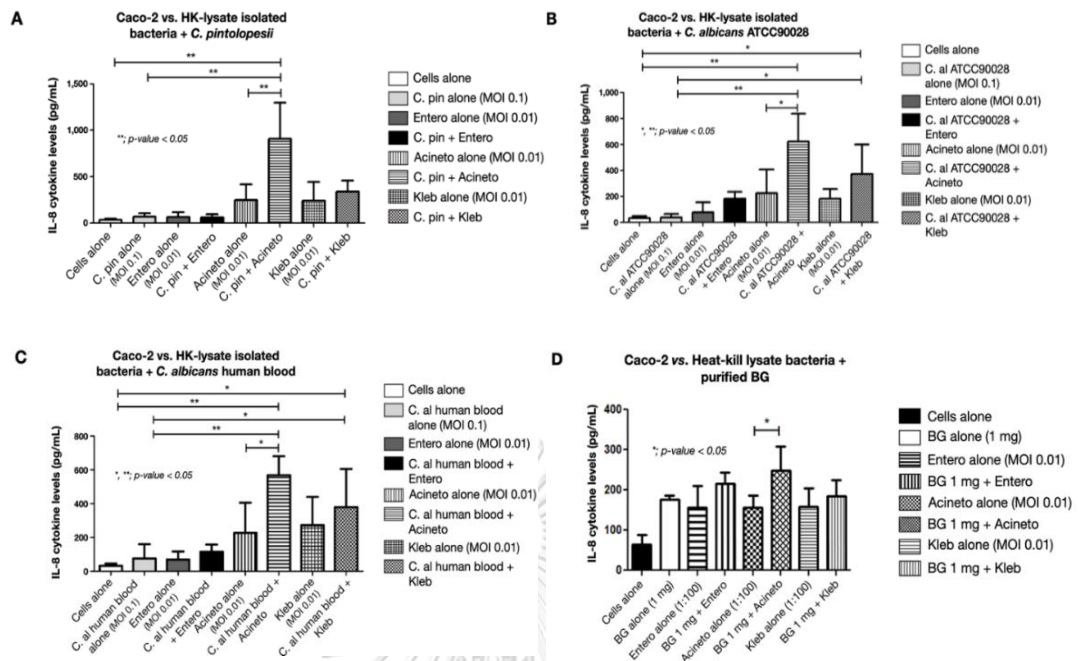 A
Caco-2 vs. HK-lysate isolated
bacteria + C. pintolopesii
IL-8 cytokine levels (pg/mL)
1,500
1,000
500
0
**
**
**
**; p-value < 0.05
Cells alone
C. pin alone
(MOI 0.1)
Entero alone
(MOI 0.01)
C. pin + Entero
Acineto alone
(MOI 0.01)
C. pin + Acineto
Kleb alone
(MOI 0.01)
C. pin + Kleb
Cells alone
C. pin alone (MOI 0.1)
Entero alone (MOI 0.01)
C. pin + Entero
Acineto alone (MOI 0.01)
C. pin + Acineto
Kleb alone (MOI 0.01)
C. pin + Kleb
B
Caco-2 vs. HK-lysate isolated
bacteria + C. albicans ATCC90028
IL-8 cytokine levels (pg/mL)
1,000
800
600
400
200
0
*
**
*
**
*
*, **; p-value < 0.05
Cells alone
C. al ATCC90028
alone (MOI 0.1)
Entero alone
(MOI 0.01)
C. al ATCC90028
+ Entero
Acineto alone
(MOI 0.01)
C. al ATCC90028 +
Acineto
Kleb alone
(MOI 0.01)
C. al ATCC90028
+ Kleb
Cells alone
C. al ATCC90028
alone (MOI 0.1)
Entero alone (MOI 0.01)
C. al ATCC90028 +
Entero
Acineto alone (MOI 0.01)
C. al ATCC90028 +
Acineto
Kleb alone (MOI 0.01)
C. al ATCC90028 +
Kleb
C
Caco-2 vs. HK-lysate isolated
bacteria + C. albicans human blood
IL-8 cytokine levels (pg/mL)
800
600
400
200
0
*
**
*
**
*
*, **; p-value < 0.05
Cells alone
C. al human blood
alone (MOI 0.1)
Entero alone
(MOI 0.01)
C. al human blood
+ Entero
Acineto alone
(MOI 0.01)
C. al human blood +
Acineto
Kleb alone
(MOI 0.01)
C. al human blood +
Kleb
Cells alone
C. al human blood
alone (MOI 0.1)
Entero alone (MOI 0.01)
C. al human blood +
Entero
Acineto alone (MOI 0.01)
C. al human blood +
Acineto
Kleb alone (MOI 0.01)
C. al human blood +
Kleb
D
Caco-2 vs. Heat-kill lysate bacteria +
purified BG
IL-8 cytokine levels (pg/mL)
400
300
200
100
0
*
*; p-value < 0.05
Cells alone
BG alone (1 mg)
Entero alone (1:100)
BG 1 mg + Entero
Acineto alone (1:100)
BG 1 mg + Acineto
Kleb alone (1:100)
BG 1 mg + Kleb
Cells alone
BG alone (1 mg)
Entero alone (MOI 0.01)
BG 1 mg + Entero
Acineto alone (MOI 0.01)
BG 1 mg + Acineto
Kleb alone (MOI 0.01)
BG 1 mg + Kleb